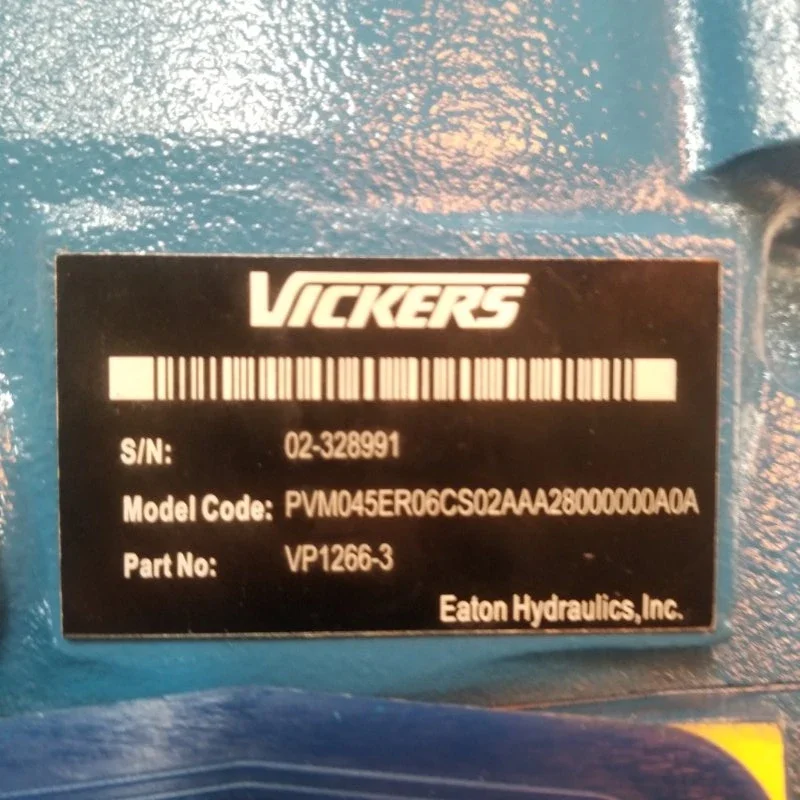 VICKERS
S/N: 02-328991
Model Code: PVM045ER06CS02AAA28000000A0A
Part No: VP1266-3
Eaton Hydraulics,Inc.